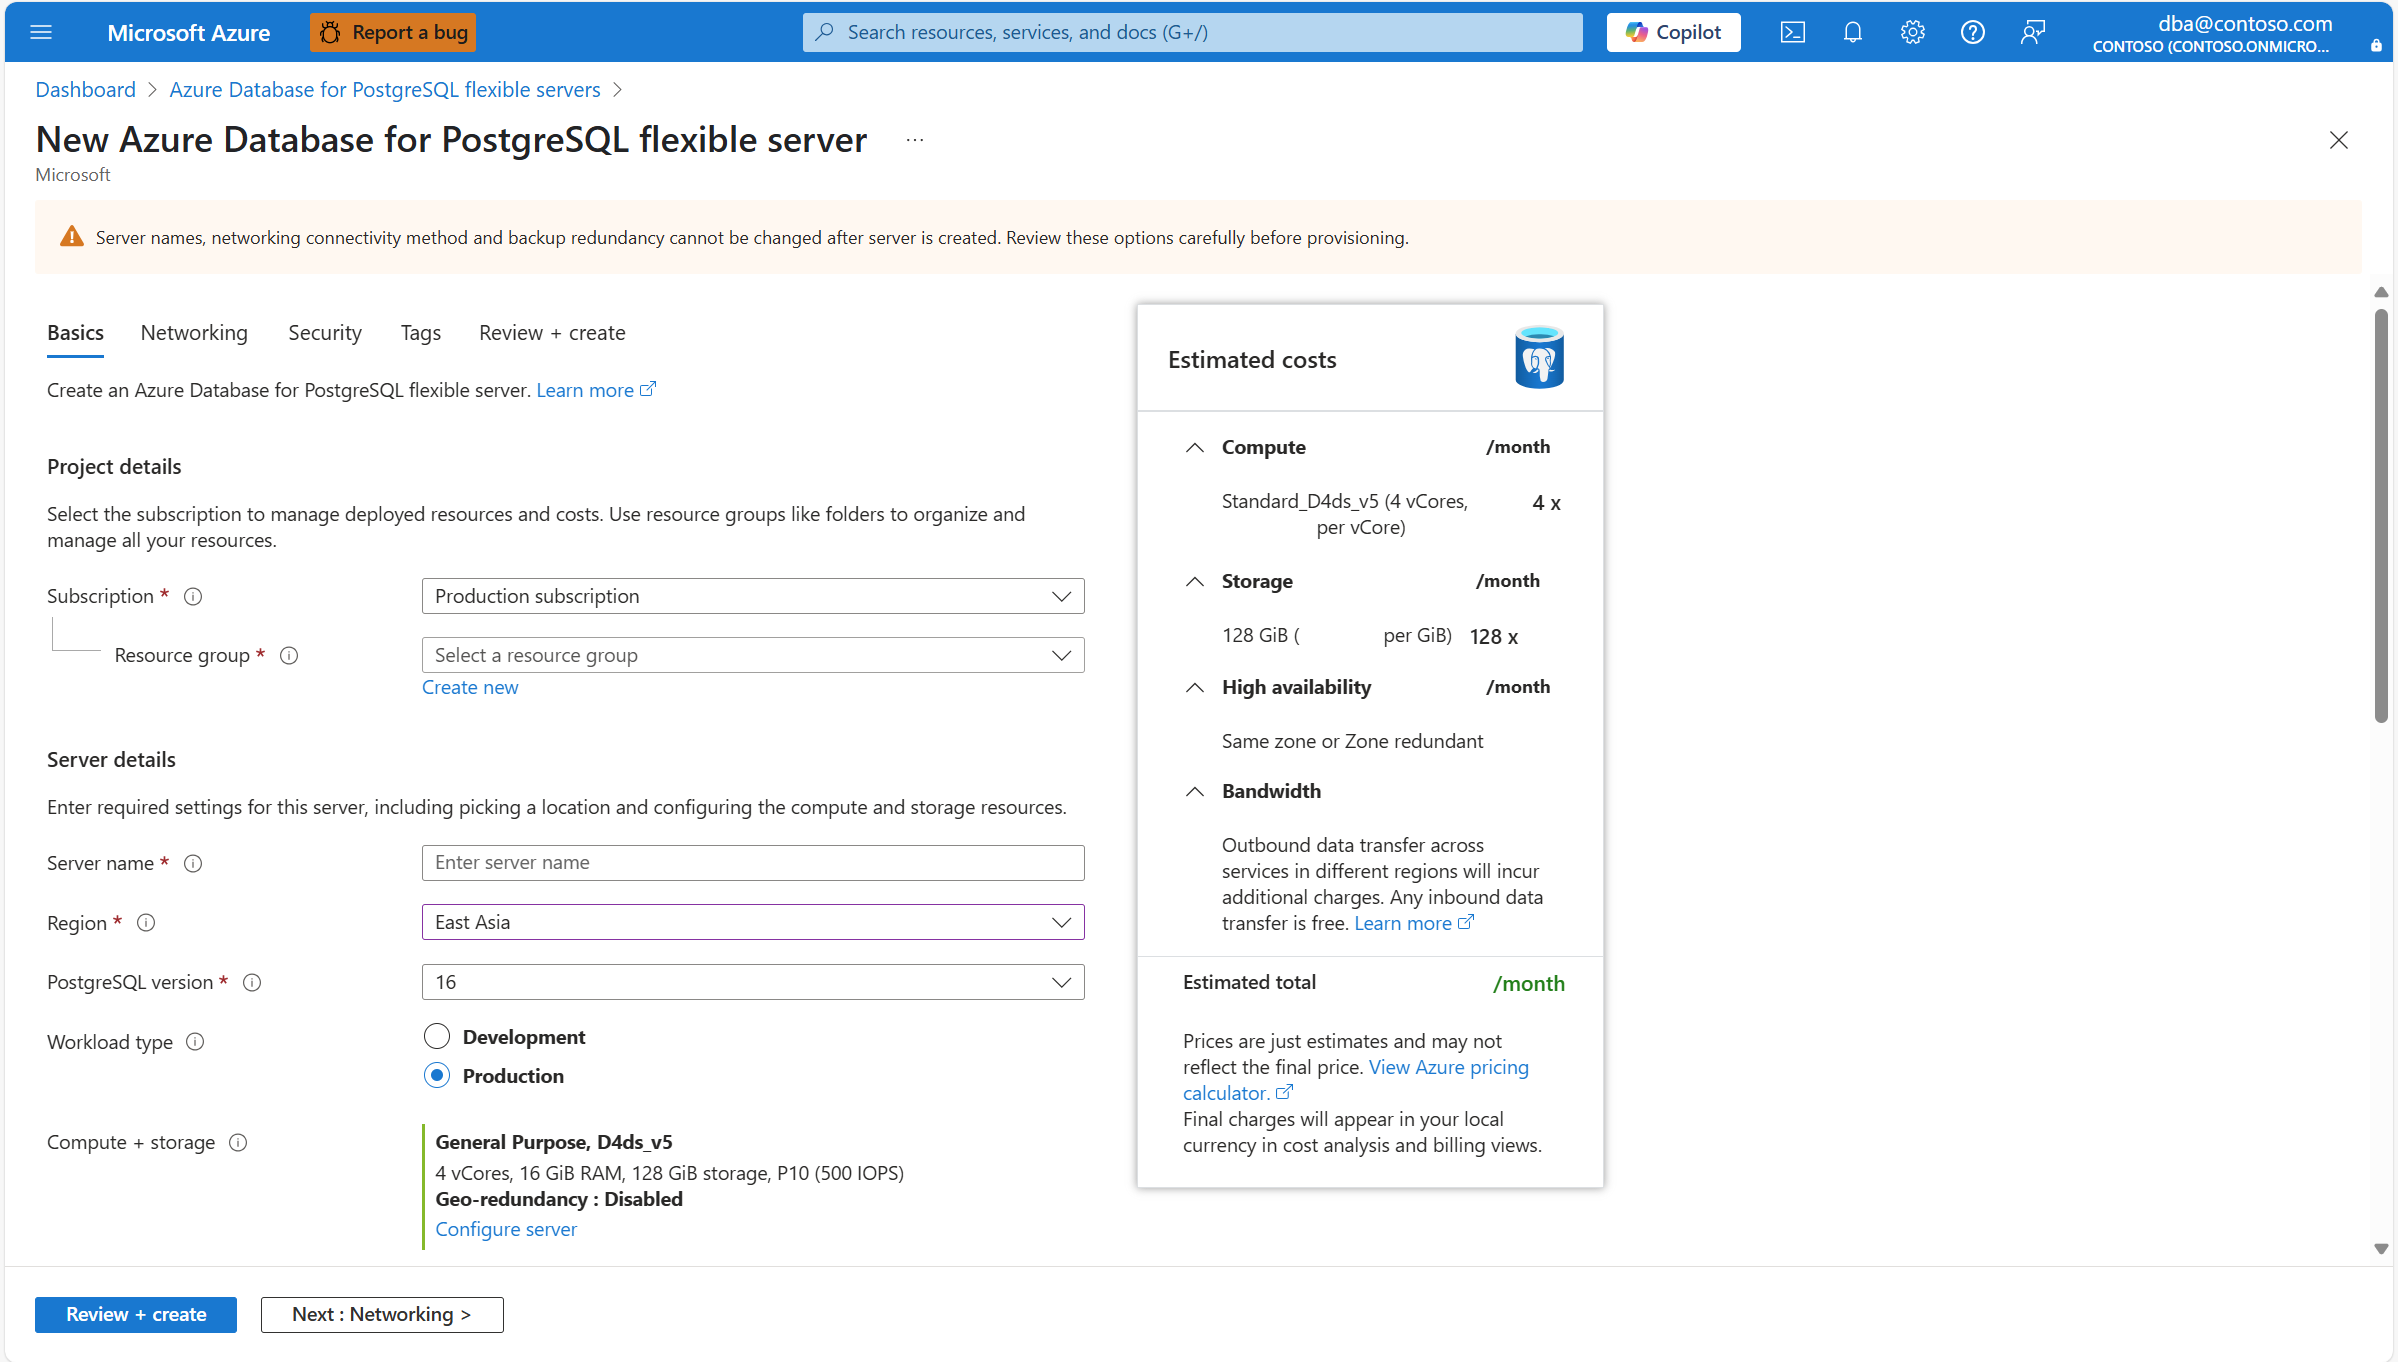 Microsoft Azure
Report a bug
Search resources, services, and docs (G+/)
Copilot
dba@contoso.com
CONTOSO (CONTOSO.ONMICRO...
Dashboard > Azure Database for PostgreSQL flexible servers >
New Azure Database for PostgreSQL flexible server ...
Microsoft
Server names, networking connectivity method and backup redundancy cannot be changed after server is created. Review these options carefully before provisioning.
Basics Networking Security Tags Review + create
Create an Azure Database for PostgreSQL flexible server. Learn more
Project details
Select the subscription to manage deployed resources and costs. Use resource groups like folders to organize and
manage all your resources.
Subscription *
Production subscription
Resource group *
Select a resource group
Create new
Server details
Enter required settings for this server, including picking a location and configuring the compute and storage resources.
Server name *
Enter server name
Region *
East Asia
PostgreSQL version *
16
Workload type
Development
Production
Compute + storage
General Purpose, D4ds_v5
4 vCores, 16 GiB RAM, 128 GiB storage, P10 (500 IOPS)
Geo-redundancy : Disabled
Configure server
Estimated costs
Compute /month
Standard_D4ds_v5 (4 vCores, 4 x
per vCore)
Storage /month
128 GiB ( per GiB) 128 x
High availability /month
Same zone or Zone redundant
Bandwidth
Outbound data transfer across
services in different regions will incur
additional charges. Any inbound data
transfer is free. Learn more
Estimated total /month
Prices are just estimates and may not
reflect the final price. View Azure pricing
calculator.
Final charges will appear in your local
currency in cost analysis and billing views.
Review + create
Next : Networking >